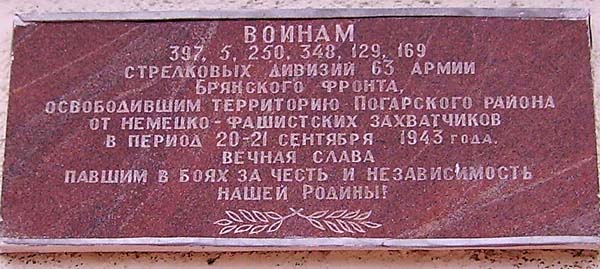 ВОИНАМ
397, 5, 250, 348, 129, 169
СТРЕЛКОВЫХ ДИВИЗИЙ 63 АРМИИ
БРЯНСКОГО ФРОНТА,
ОСВОБОДИВШИМ ТЕРРИТОРИЮ ПОГАРСКОГО РАЙОНА
ОТ НЕМЕЦКО-ФАШИСТСКИХ ЗАХВАТЧИКОВ
В ПЕРИОД 20-21 СЕНТЯБРЯ 1943 ГОДА.
ВЕЧНАЯ СЛАВА
ПАВШИМ В БОЯХ ЗА ЧЕСТЬ И НЕЗАВИСИМОСТЬ
НАШЕЙ РОДИНЫ!